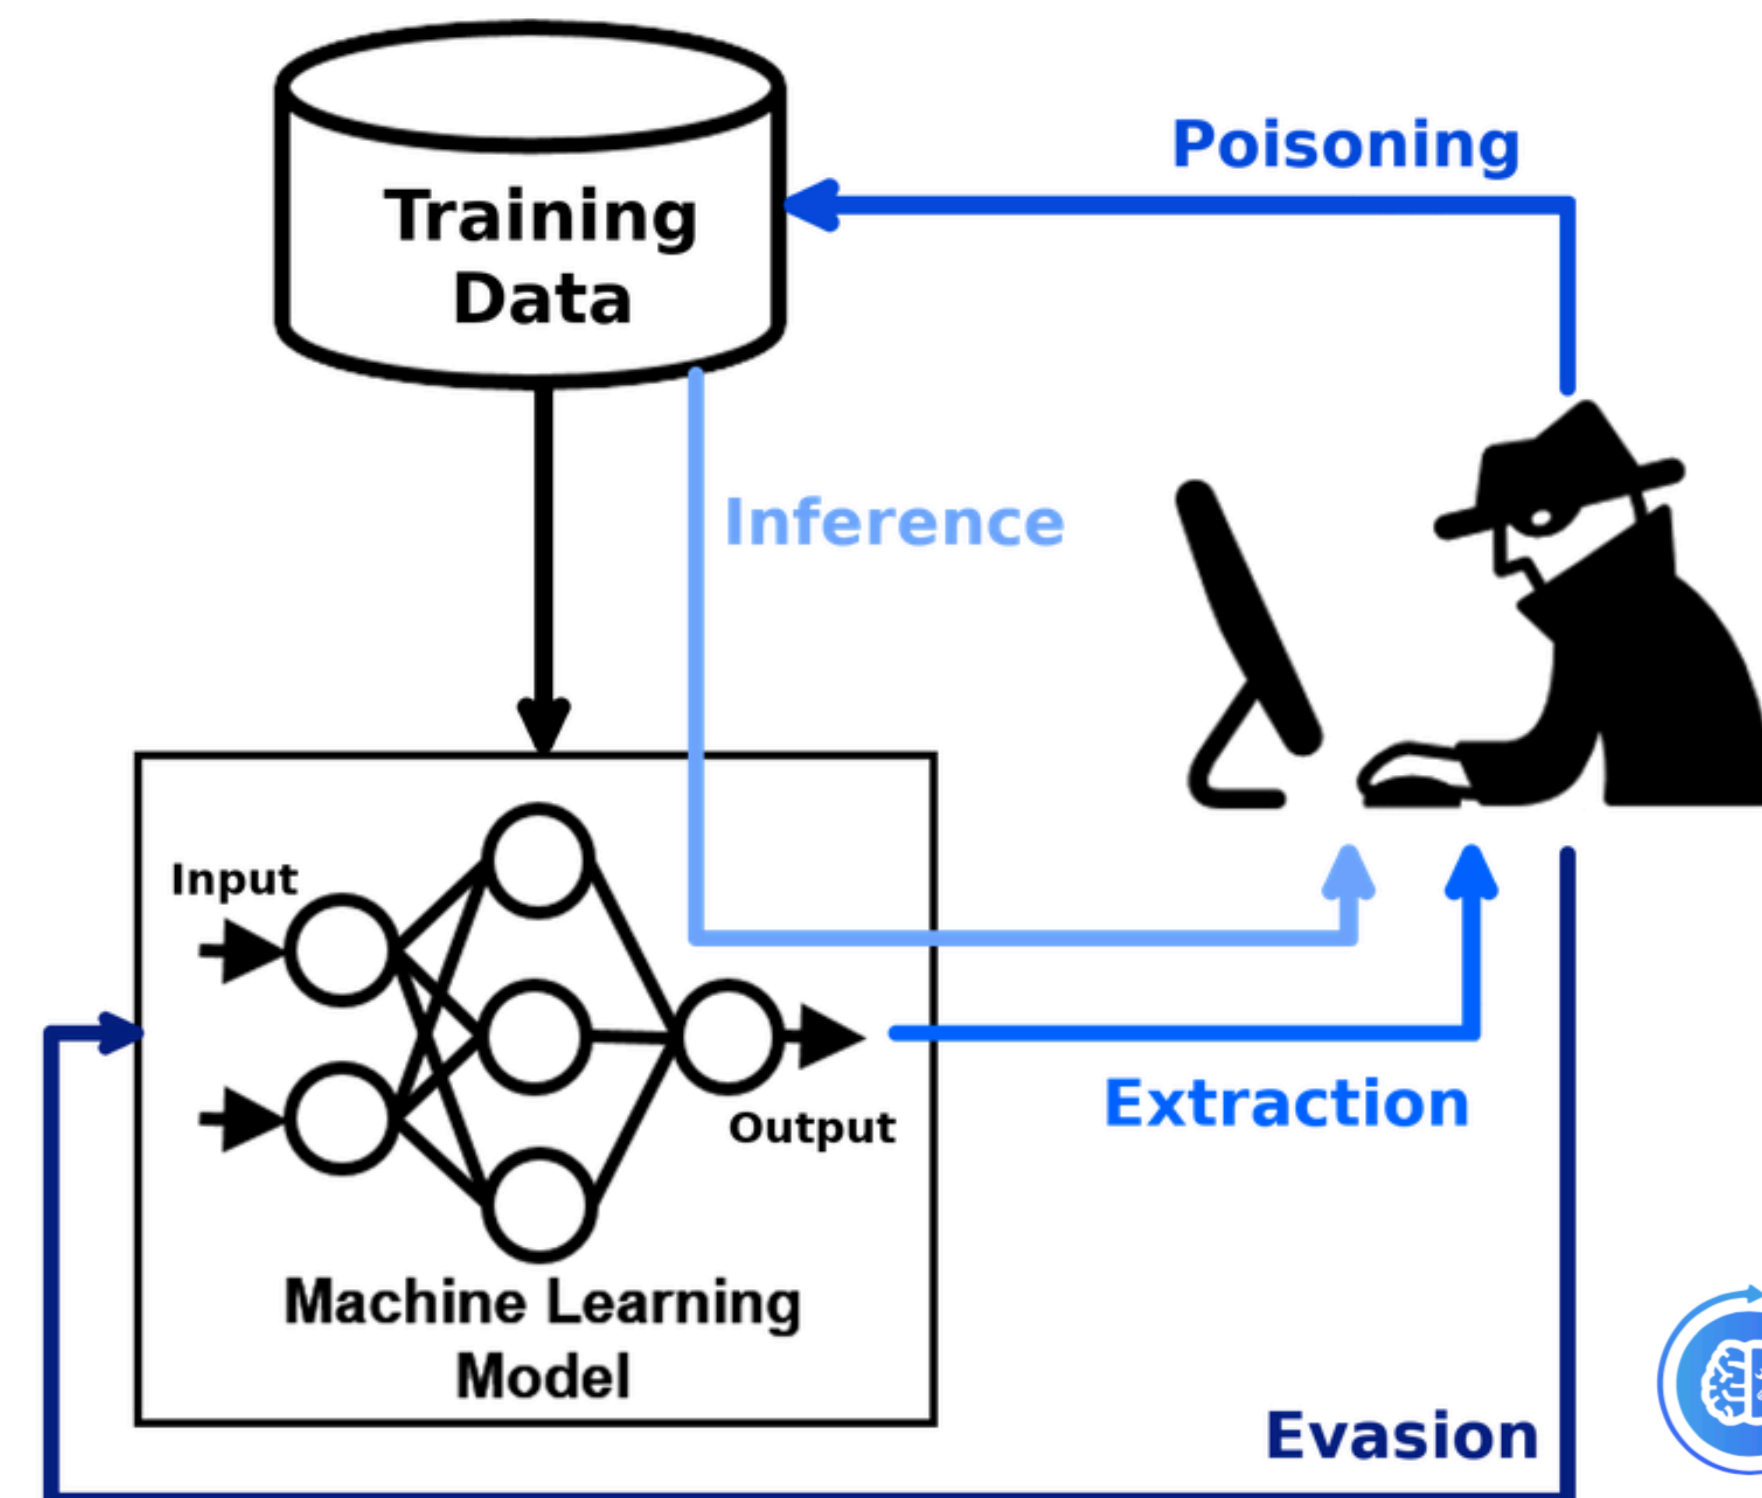 Poisoning
Training
Data
Inference
Input
Output
Extraction
Machine Learning
Model
Evasion